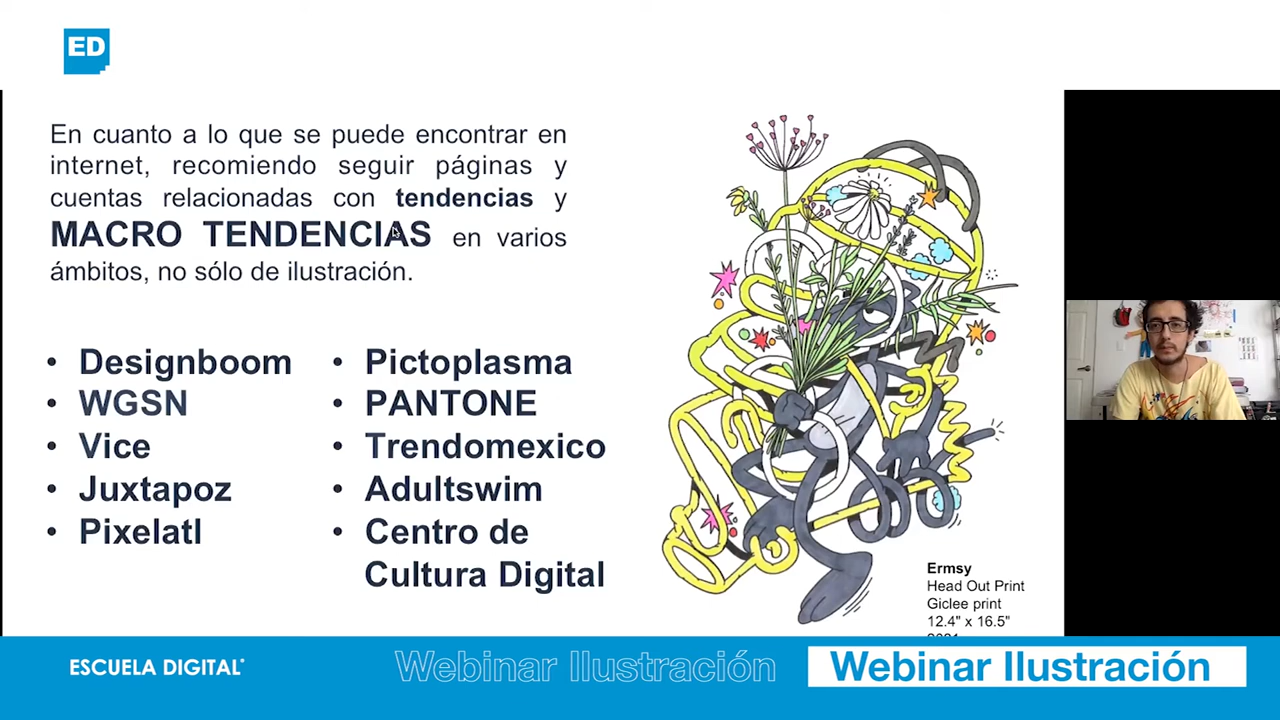 ED
En cuanto a lo que se puede encontrar en
internet, recomiendo seguir páginas y
cuentas relacionadas con tendencias y
MACRO TENDENCIAS en varios
ámbitos, no sólo de ilustración.
• Designboom
• WGSN
• Vice
• Juxtapoz
• Pixelatl
• Pictoplasma
• PANTONE
• Trendomexico
• Adultswim
• Centro de
Cultura Digital
Ermsy
Head Out Print
Giclee print
12.4" x 16.5"
2021
ESCUELA DIGITAL
Webinar Ilustración
Webinar Ilustración